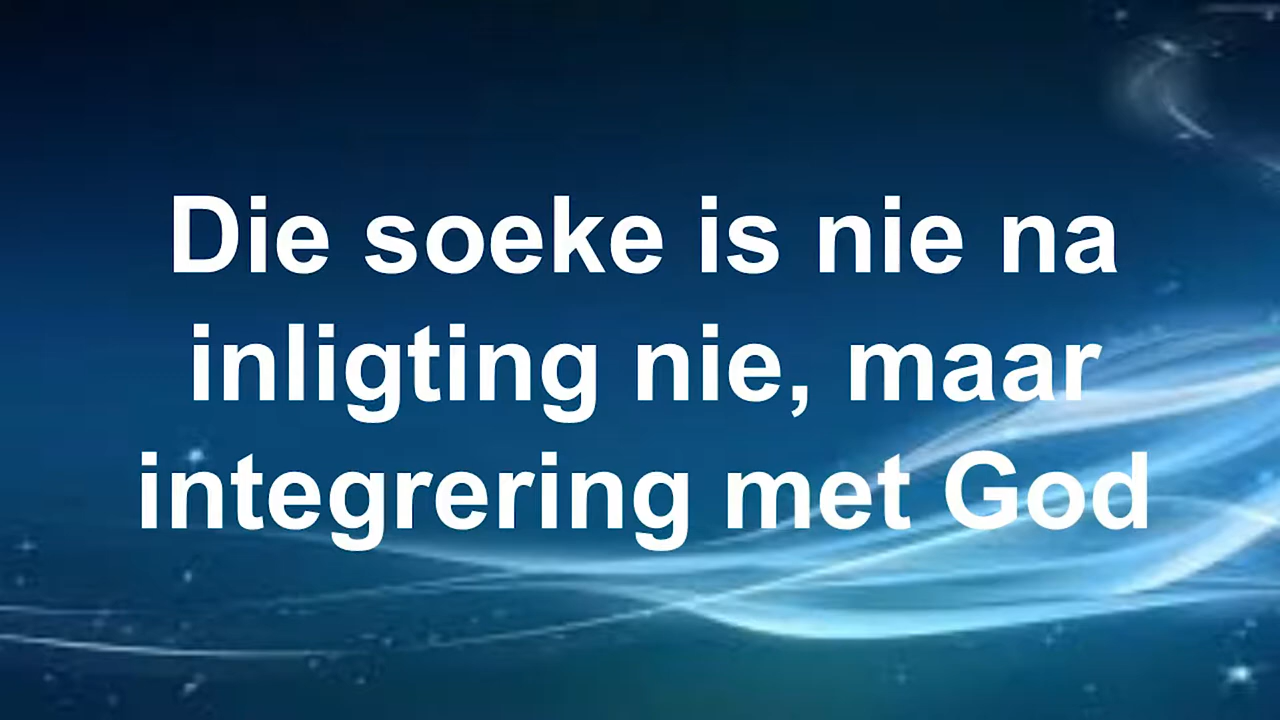 Die soeke is nie na
inligting nie, maar
integrering met God